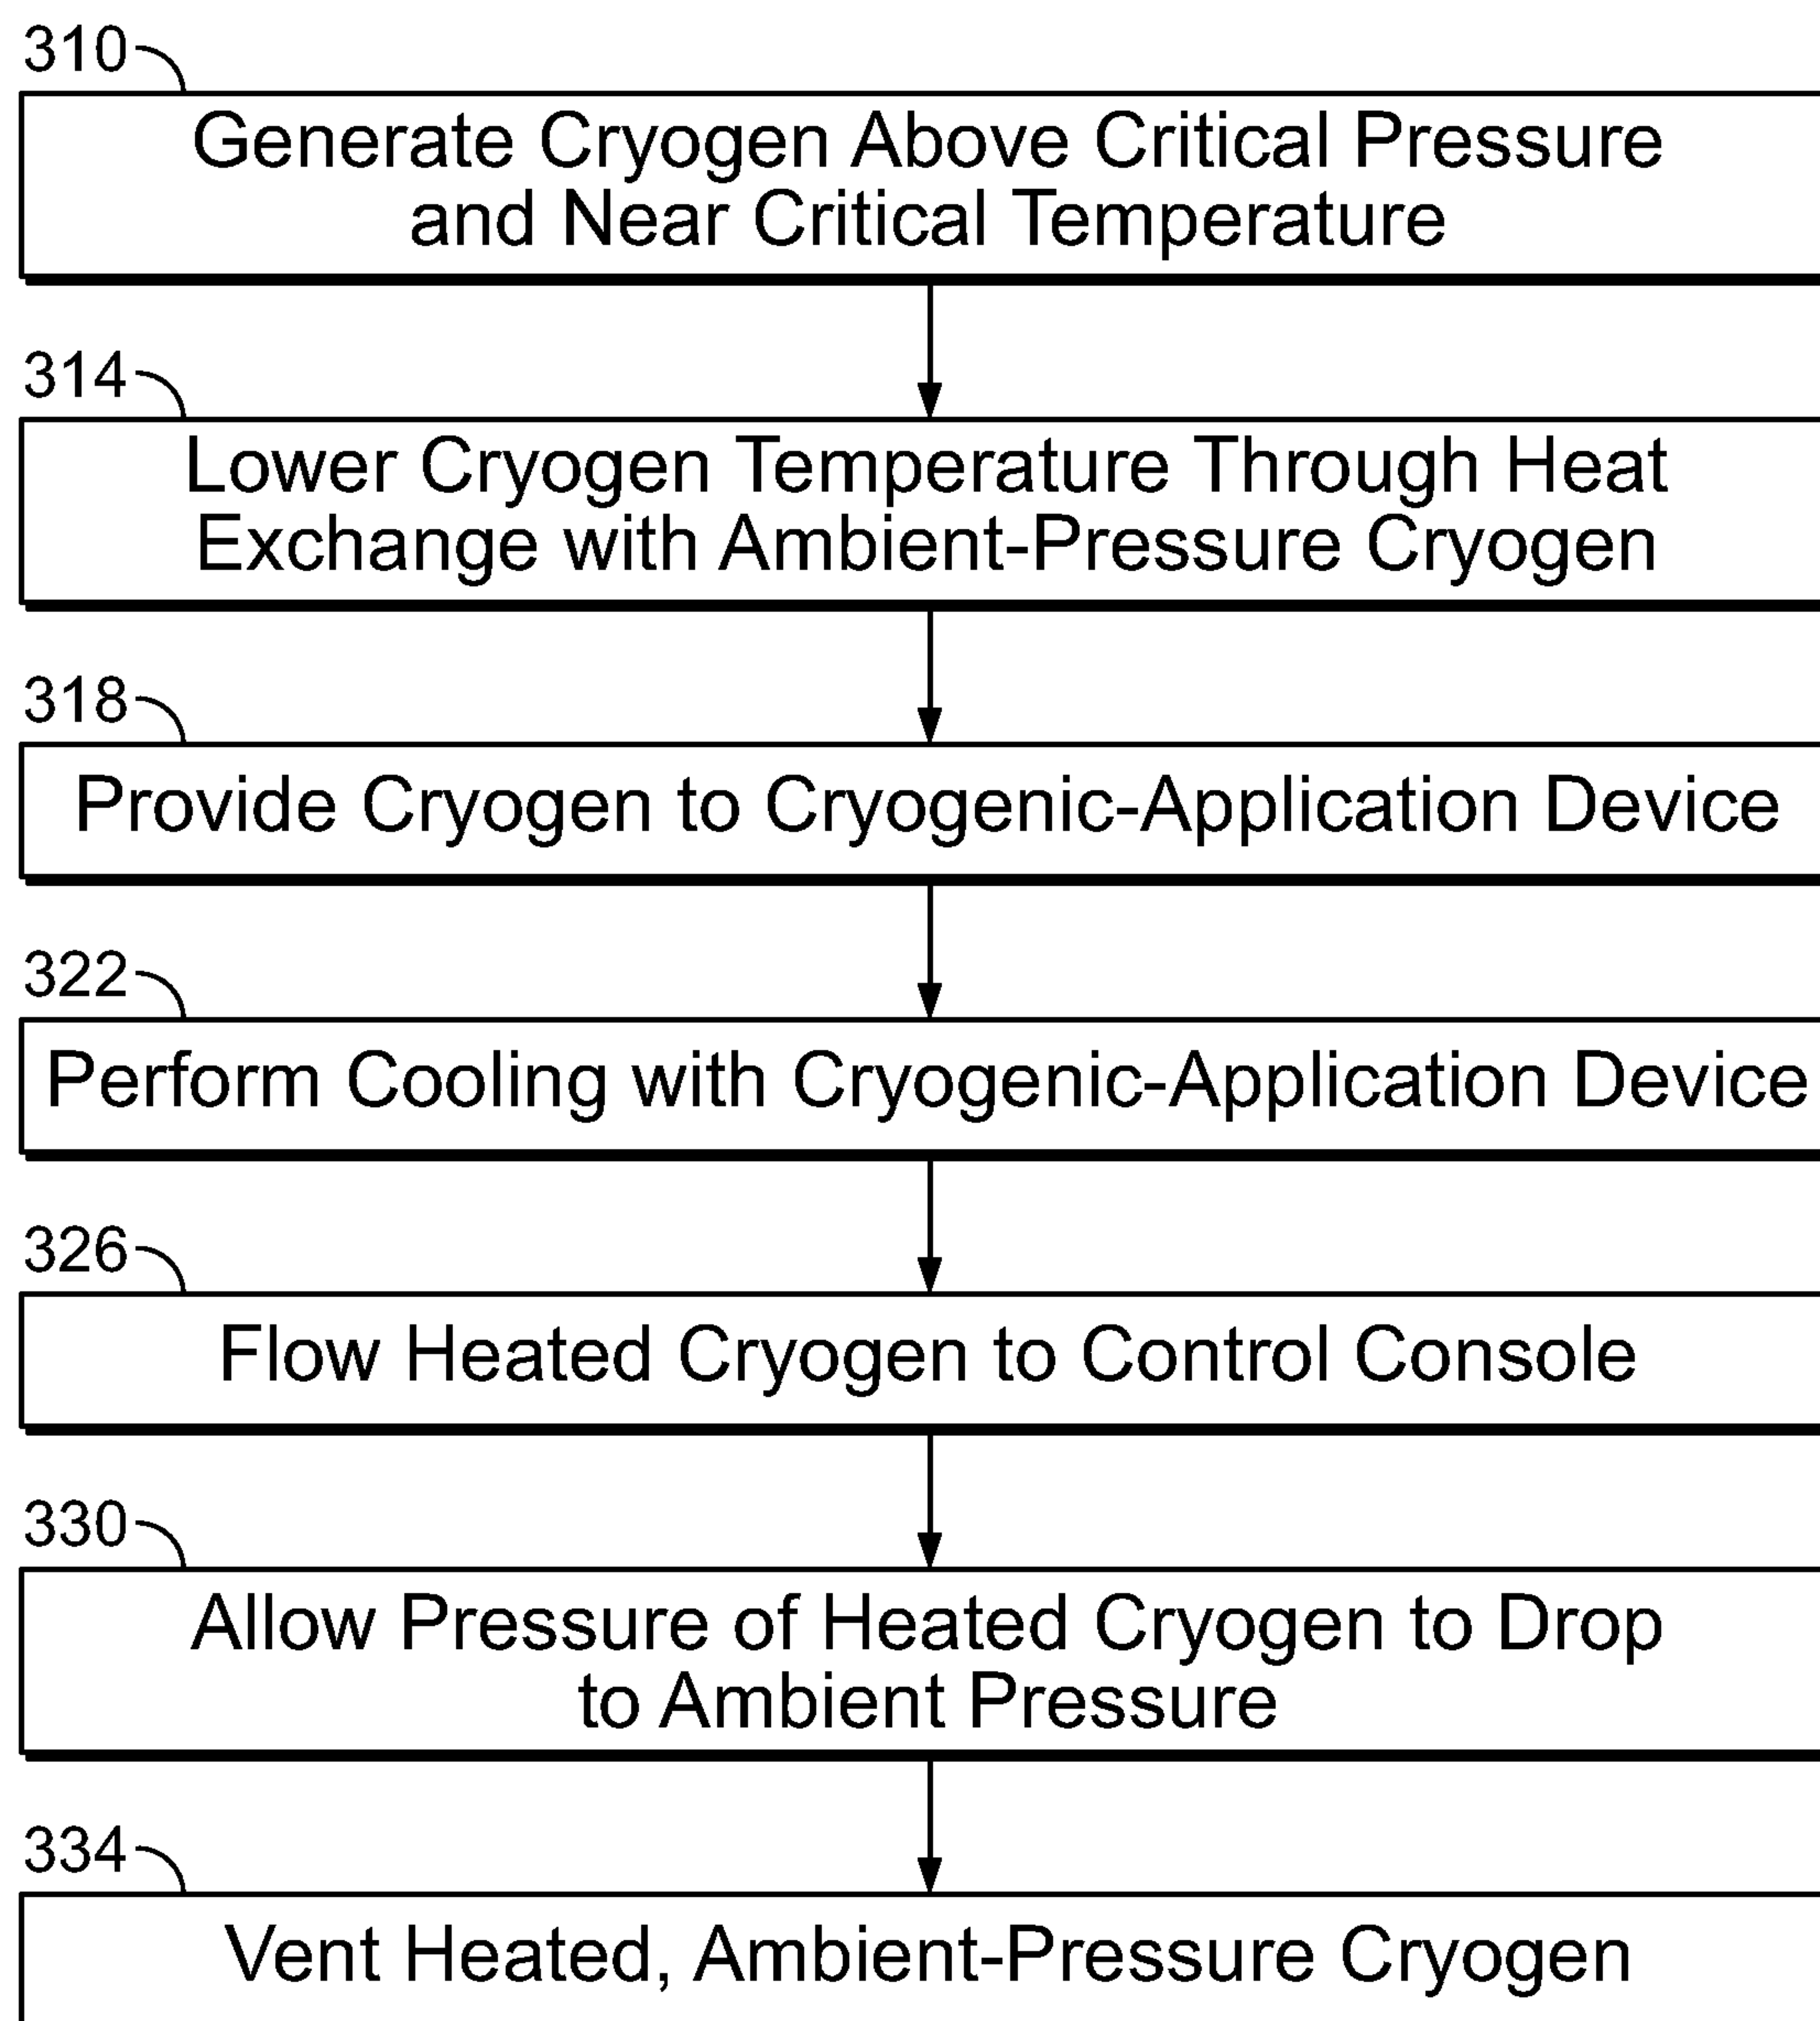 310
Generate Cryogen Above Critical Pressure
and Near Critical Temperature
314
Lower Cryogen Temperature Through Heat
Exchange with Ambient-Pressure Cryogen
318
Provide Cryogen to Cryogenic-Application Device
322
Perform Cooling with Cryogenic-Application Device
326
Flow Heated Cryogen to Control Console
330
Allow Pressure of Heated Cryogen to Drop
to Ambient Pressure
334
Vent Heated, Ambient-Pressure Cryogen